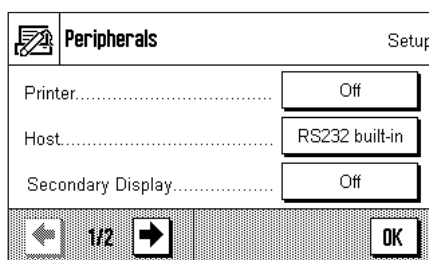 Peripherals Setup
Printer................................... Off
Host...................................... RS232 built-in
Secondary Display.................. Off
1/2 OK